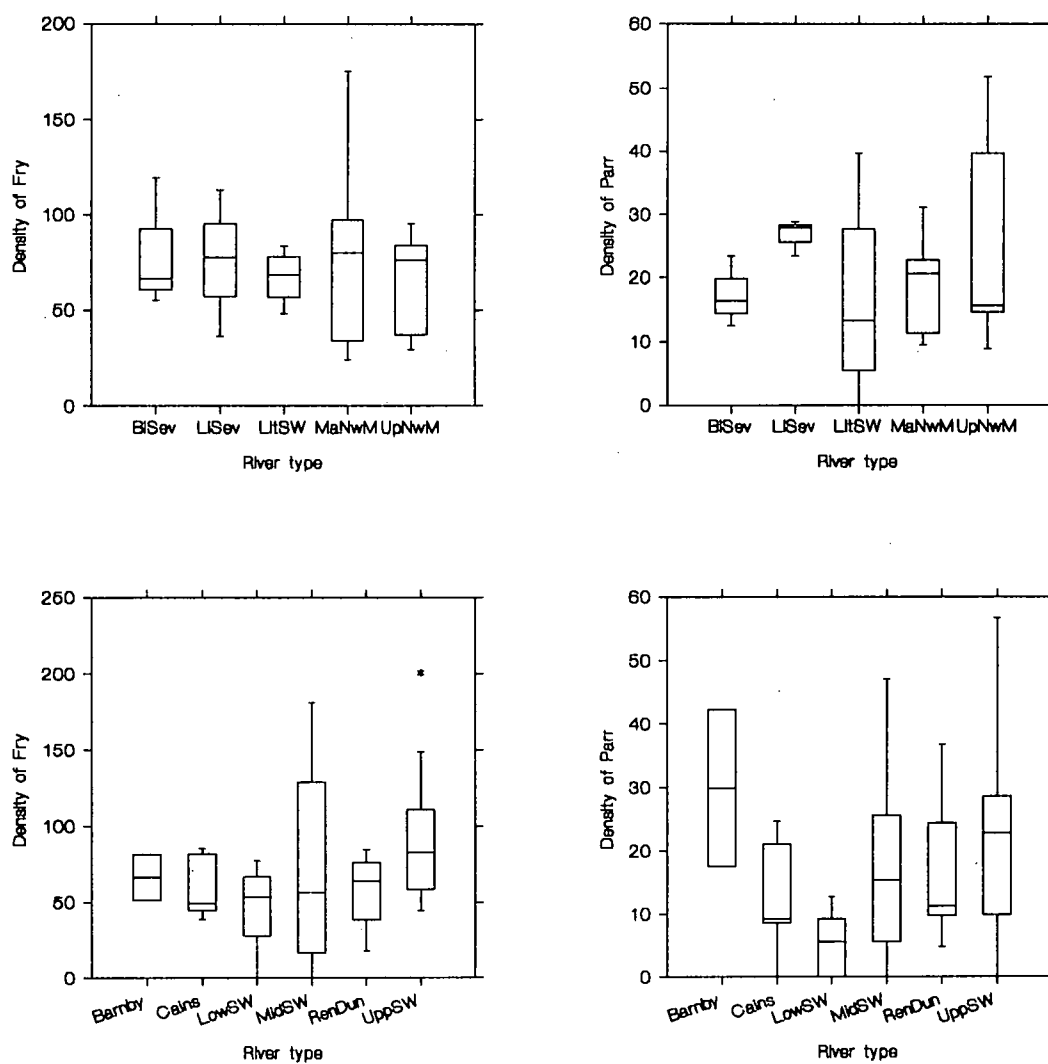 200
150
100
50
0
Density of Fry
BISev LISev LItSW MaNwM UpNwM
River type
60
50
40
30
20
10
0
Density of Parr
BISev LISev LItSW MaNwM UpNwM
River type
250
200
150
100
50
0
Density of Fry
Barnby Cains LowSW MidSW RenDun UppSW
River type
60
50
40
30
20
10
0
Density of Parr
Barnby Cains LowSW MidSW RenDun UppSW
River type